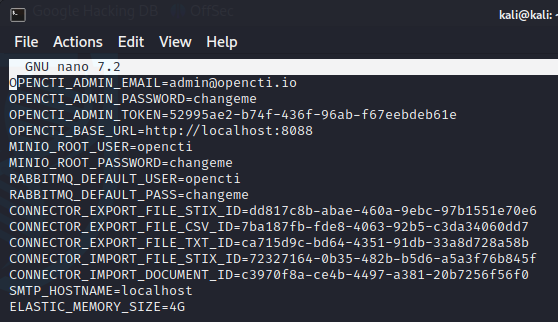 Google Hacking DB OffSec
kali@kali: ~
File Actions Edit View Help
GNU nano 7.2
OPENCTI_ADMIN_EMAIL=admin@opencti.io
OPENCTI_ADMIN_PASSWORD=changeme
OPENCTI_ADMIN_TOKEN=52995ae2-b74f-436f-96ab-f67eebdeb61e
OPENCTI_BASE_URL=http://localhost:8088
MINIO_ROOT_USER=opencti
MINIO_ROOT_PASSWORD=changeme
RABBITMQ_DEFAULT_USER=opencti
RABBITMQ_DEFAULT_PASS=changeme
CONNECTOR_EXPORT_FILE_STIX_ID=dd817c8b-abae-460a-9ebc-97b1551e70e6
CONNECTOR_EXPORT_FILE_CSV_ID=7ba187fb-fde8-4063-92b5-c3da34060dd7
CONNECTOR_EXPORT_FILE_TXT_ID=ca715d9c-bd64-4351-91db-33a8d728a58b
CONNECTOR_IMPORT_FILE_STIX_ID=72327164-0b35-482b-b5d6-a5a3f76b845f
CONNECTOR_IMPORT_DOCUMENT_ID=c3970f8a-ce4b-4497-a381-20b7256f56f0
SMTP_HOSTNAME=localhost
ELASTIC_MEMORY_SIZE=4G